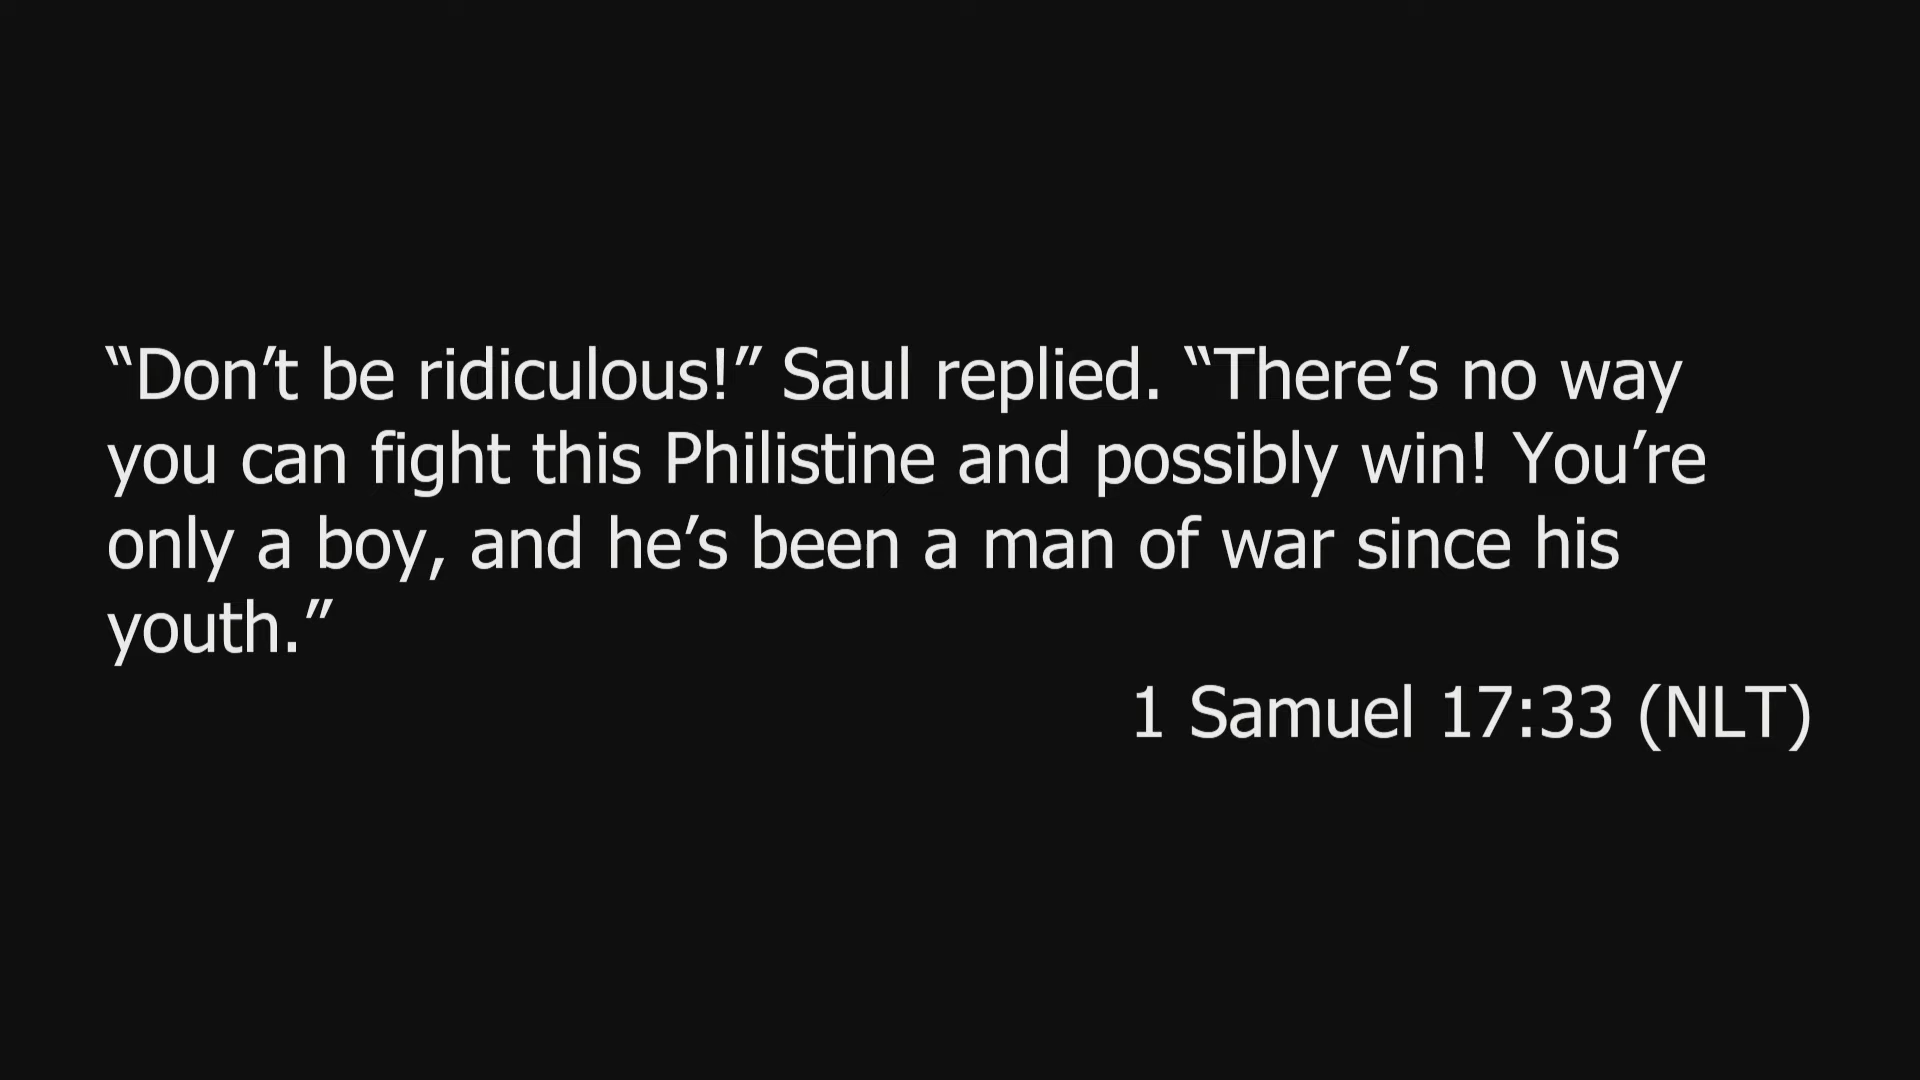 “Don’t be ridiculous!” Saul replied. “There’s no way
you can fight this Philistine and possibly win! You’re
only a boy, and he’s been a man of war since his
youth.”
1 Samuel 17:33 (NLT)